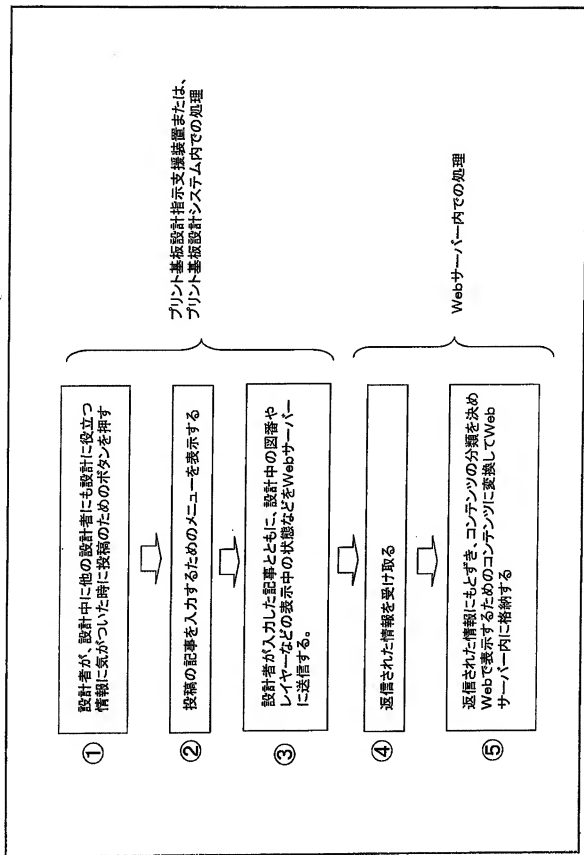 ① 設計者が、設計中に他の設計者にも設計に役立つ
情報に気がついた時に投稿のためのボタンを押す
② 投稿の記事を入力するためのメニューを表示する
③ 設計者が入力した記事とともに、設計中の図番や
レイヤーなどの表示中の状態などをWebサーバー
に送信する。
プリント基板設計指示支援装置または、
プリント基板設計システム内での処理
④ 返信された情報を受け取る
⑤ 返信された情報にもとずき、コンテンツの分類を決め
Webで表示するためのコンテンツに変換してWeb
サーバー内に格納する
Webサーバー内での処理